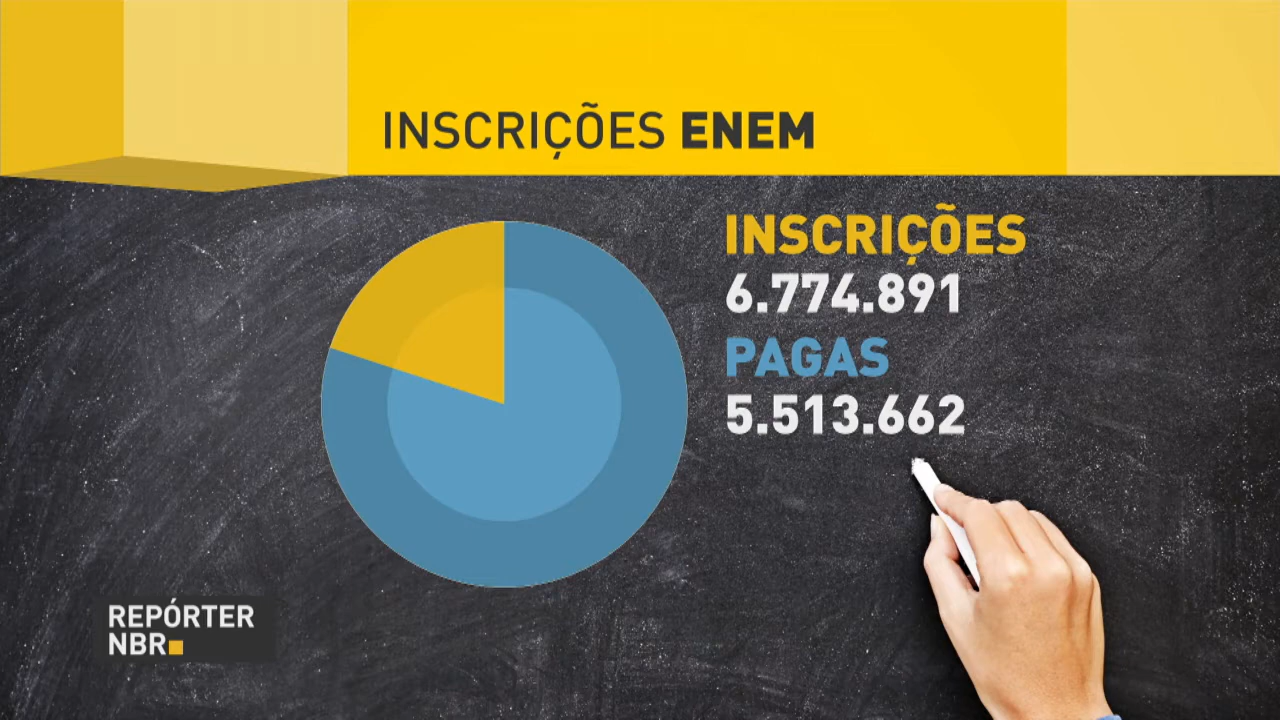 INSCRIÇÕES ENEM
INSCRIÇÕES
6.774.891
PAGAS
5.513.662
REPÓRTER
NBR